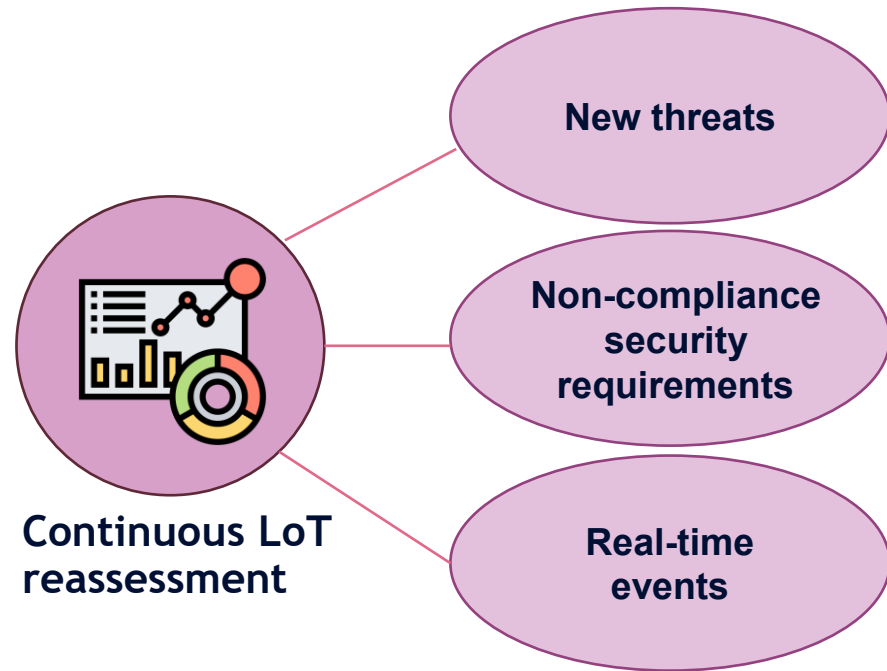 New threats
Non-compliance
security
requirements
Continuous LoT
reassessment
Real-time
events